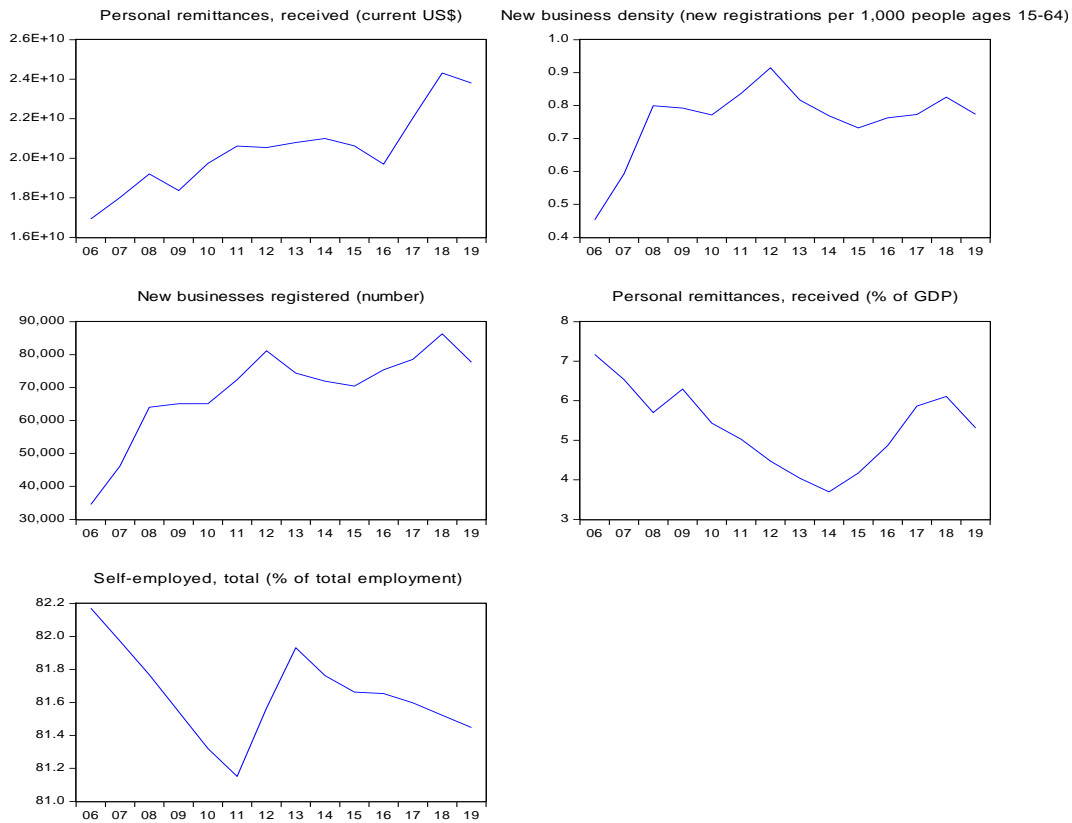 Personal remittances, received (current US$)
2.6E+10
2.4E+10
2.2E+10
2.0E+10
1.8E+10
1.6E+10
06 07 08 09 10 11 12 13 14 15 16 17 18 19
New business density (new registrations per 1,000 people ages 15-64)
1.0
0.9
0.8
0.7
0.6
0.5
0.4
06 07 08 09 10 11 12 13 14 15 16 17 18 19
New businesses registered (number)
90,000
80,000
70,000
60,000
50,000
40,000
30,000
06 07 08 09 10 11 12 13 14 15 16 17 18 19
Personal remittances, received (% of GDP)
8
7
6
5
4
3
06 07 08 09 10 11 12 13 14 15 16 17 18 19
Self-employed, total (% of total employment)
82.2
82.0
81.8
81.6
81.4
81.2
81.0
06 07 08 09 10 11 12 13 14 15 16 17 18 19